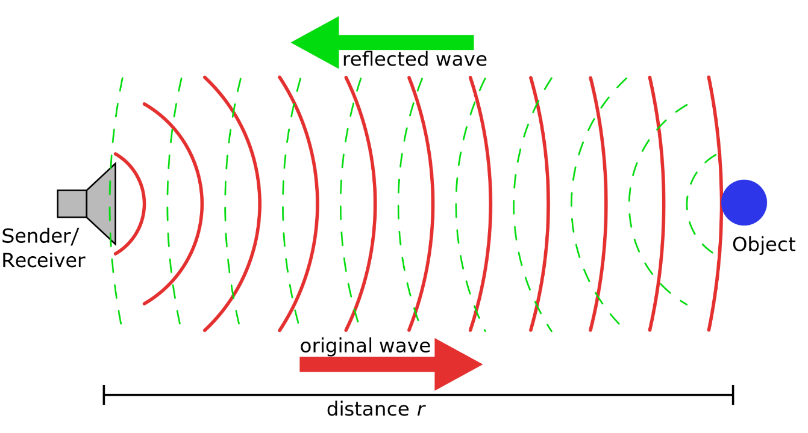 reflected wave
Sender/
Receiver
Object
original wave
distance r